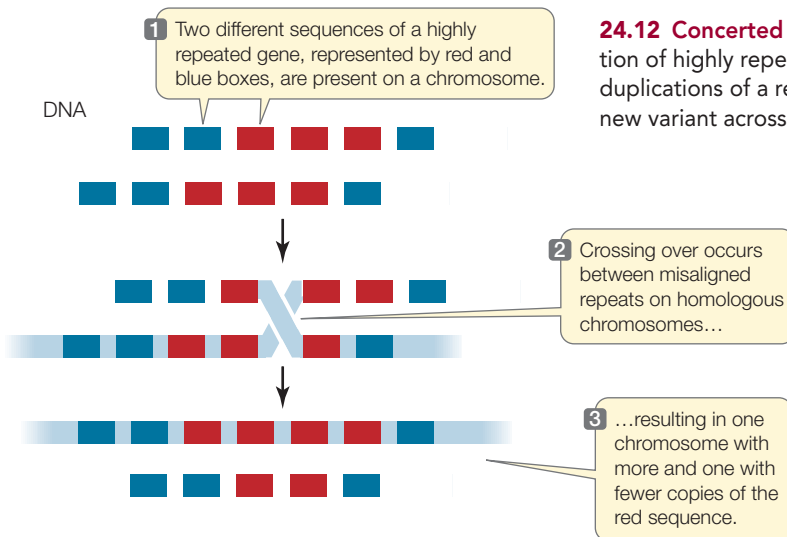 1 Two different sequences of a highly
repeated gene, represented by red and
blue boxes, are present on a chromosome.
24.12 Concerted
tion of highly repe
duplications of a re
new variant across
DNA
2 Crossing over occurs
between misaligned
repeats on homologous
chromosomes…
3 …resulting in one
chromosome with
more and one with
fewer copies of the
red sequence.